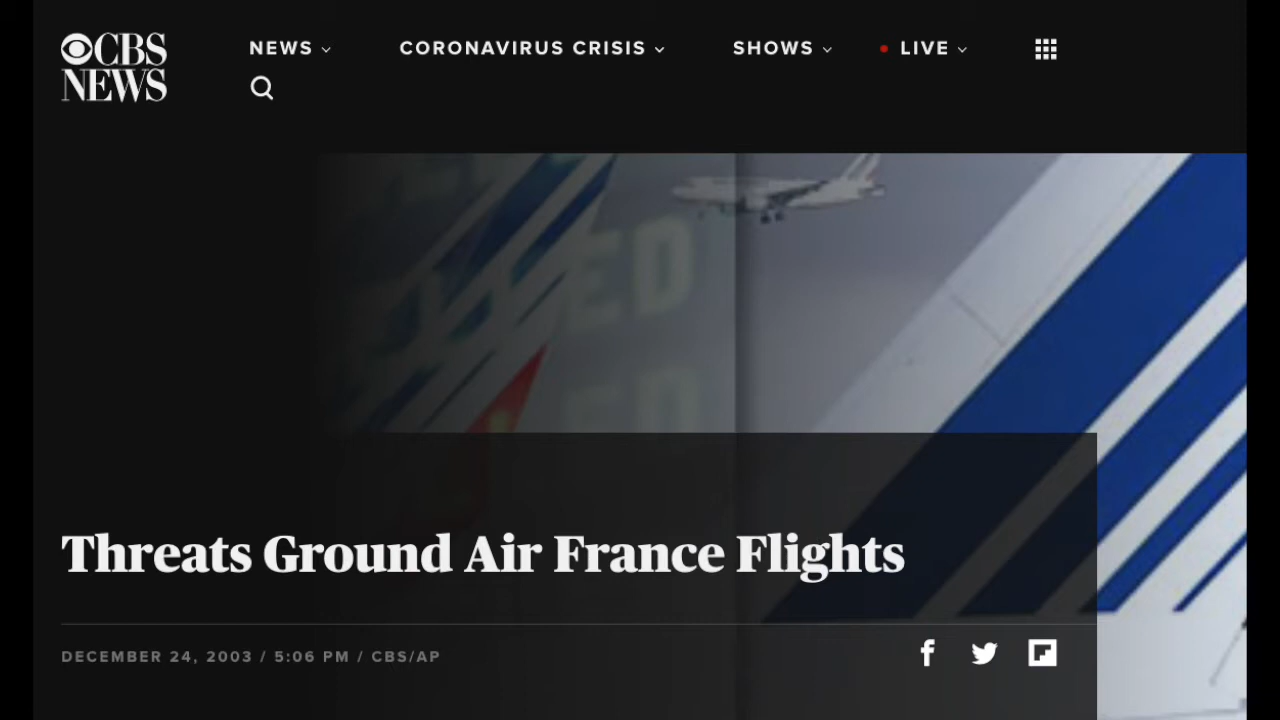 CBS NEWS
NEWS
CORONAVIRUS CRISIS
SHOWS
LIVE
Threats Ground Air France Flights
DECEMBER 24, 2003 / 5:06 PM / CBS/AP